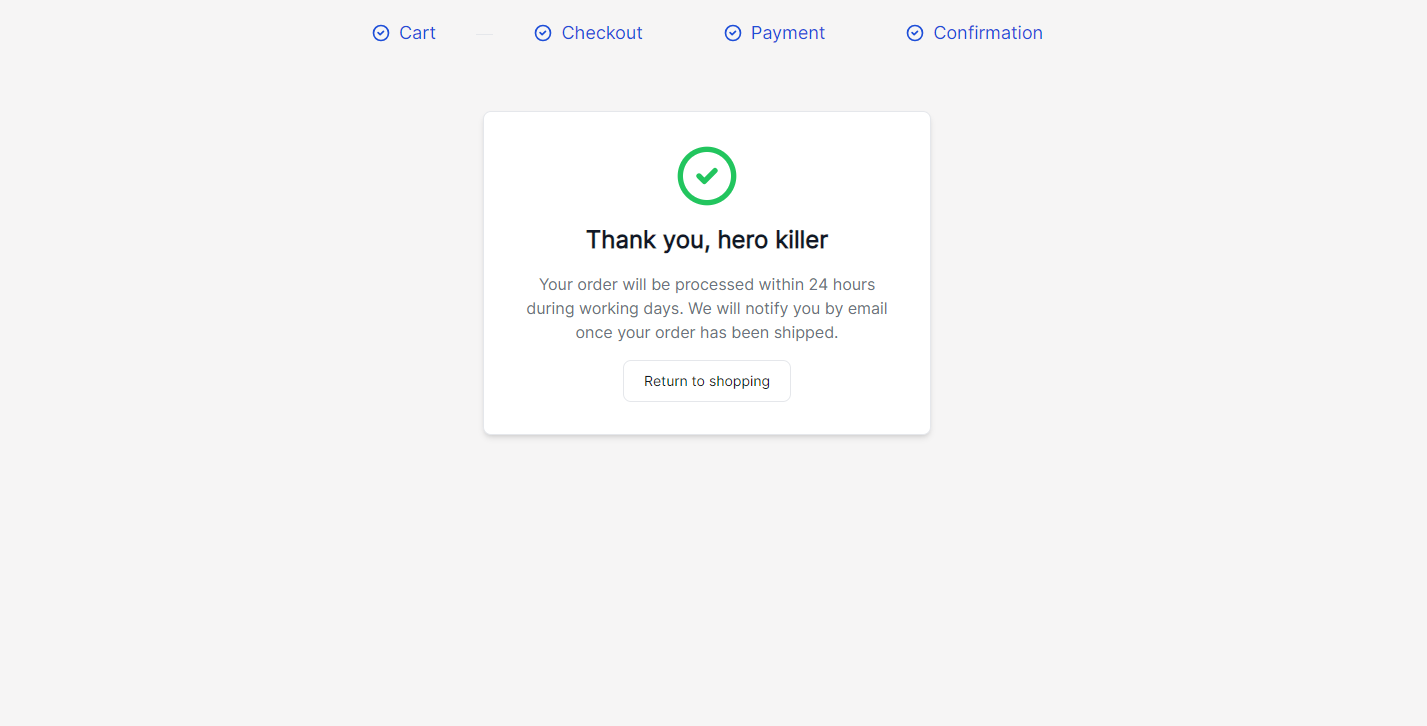 Cart
Checkout
Payment
Confirmation
Thank you, hero killer
Your order will be processed within 24 hours
during working days. We will notify you by email
once your order has been shipped.
Return to shopping